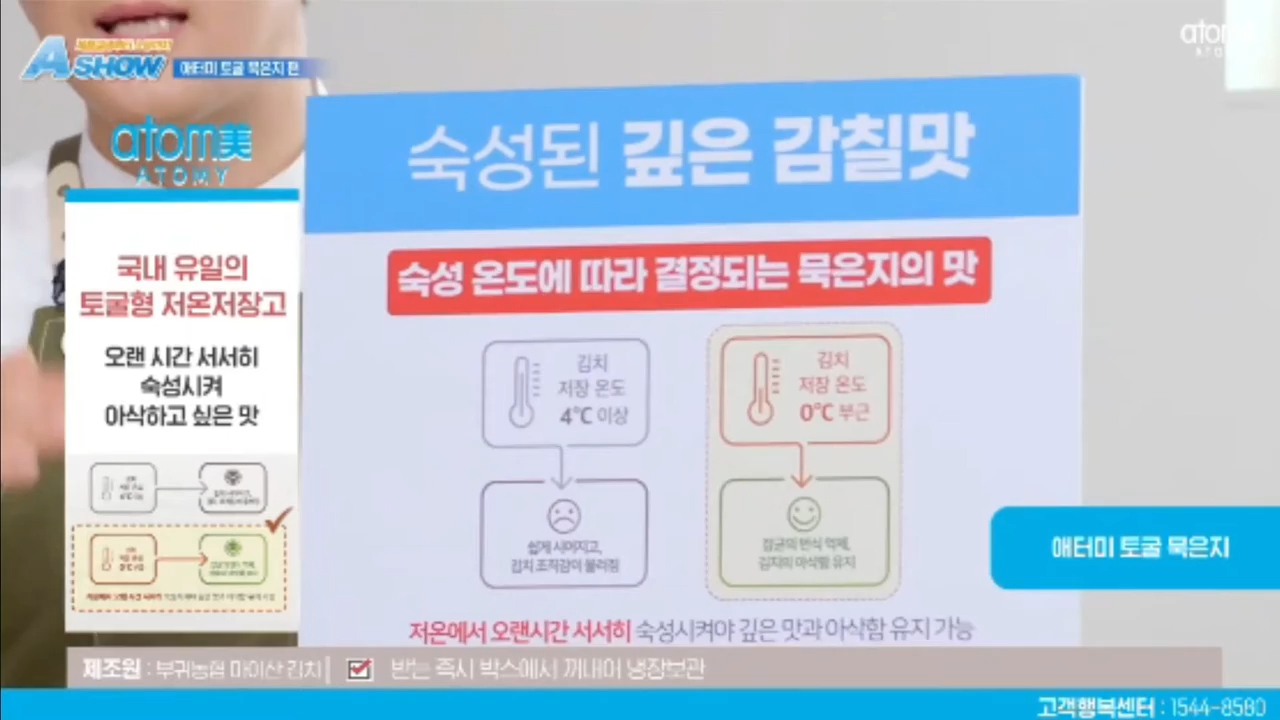 A SHOW
애터미 토굴 묵은지 편
atom美
ATOMY
국내 유일의
토굴형 저온저장고
오랜 시간 서서히
숙성시켜
아삭하고 싶은 맛
숙성된 깊은 감칠맛
숙성 온도에 따라 결정되는 묵은지의 맛
김치
저장 온도
4℃ 이상
김치
저장 온도
0℃ 부근
쉽게 시어지고,
김치 조직감이 물러짐
잡균의 번식 억제,
김치의 아삭함 유지
저온에서 오랜시간 서서히 숙성시켜야 깊은 맛과 아삭함 유지 가능
애터미 토굴 묵은지
제조원 : 부귀농협 마이산 김치
받는 즉시 박스에서 꺼내어 냉장보관
고객행복센터 : 1544-8580